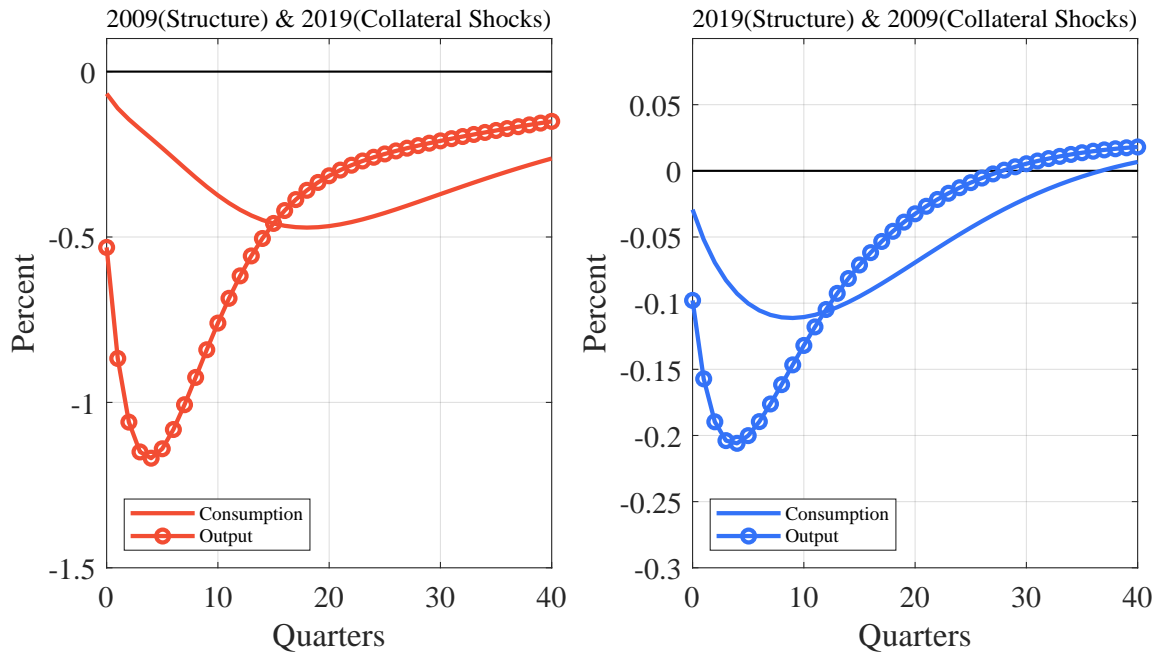 2009(Structure) & 2019(Collateral Shocks)
0
-0.5
-1
-1.5
Percent
0 10 20 30 40
Quarters
Consumption
Output
2019(Structure) & 2009(Collateral Shocks)
0.05
0
-0.05
-0.1
-0.15
-0.2
-0.25
-0.3
Percent
0 10 20 30 40
Quarters
Consumption
Output